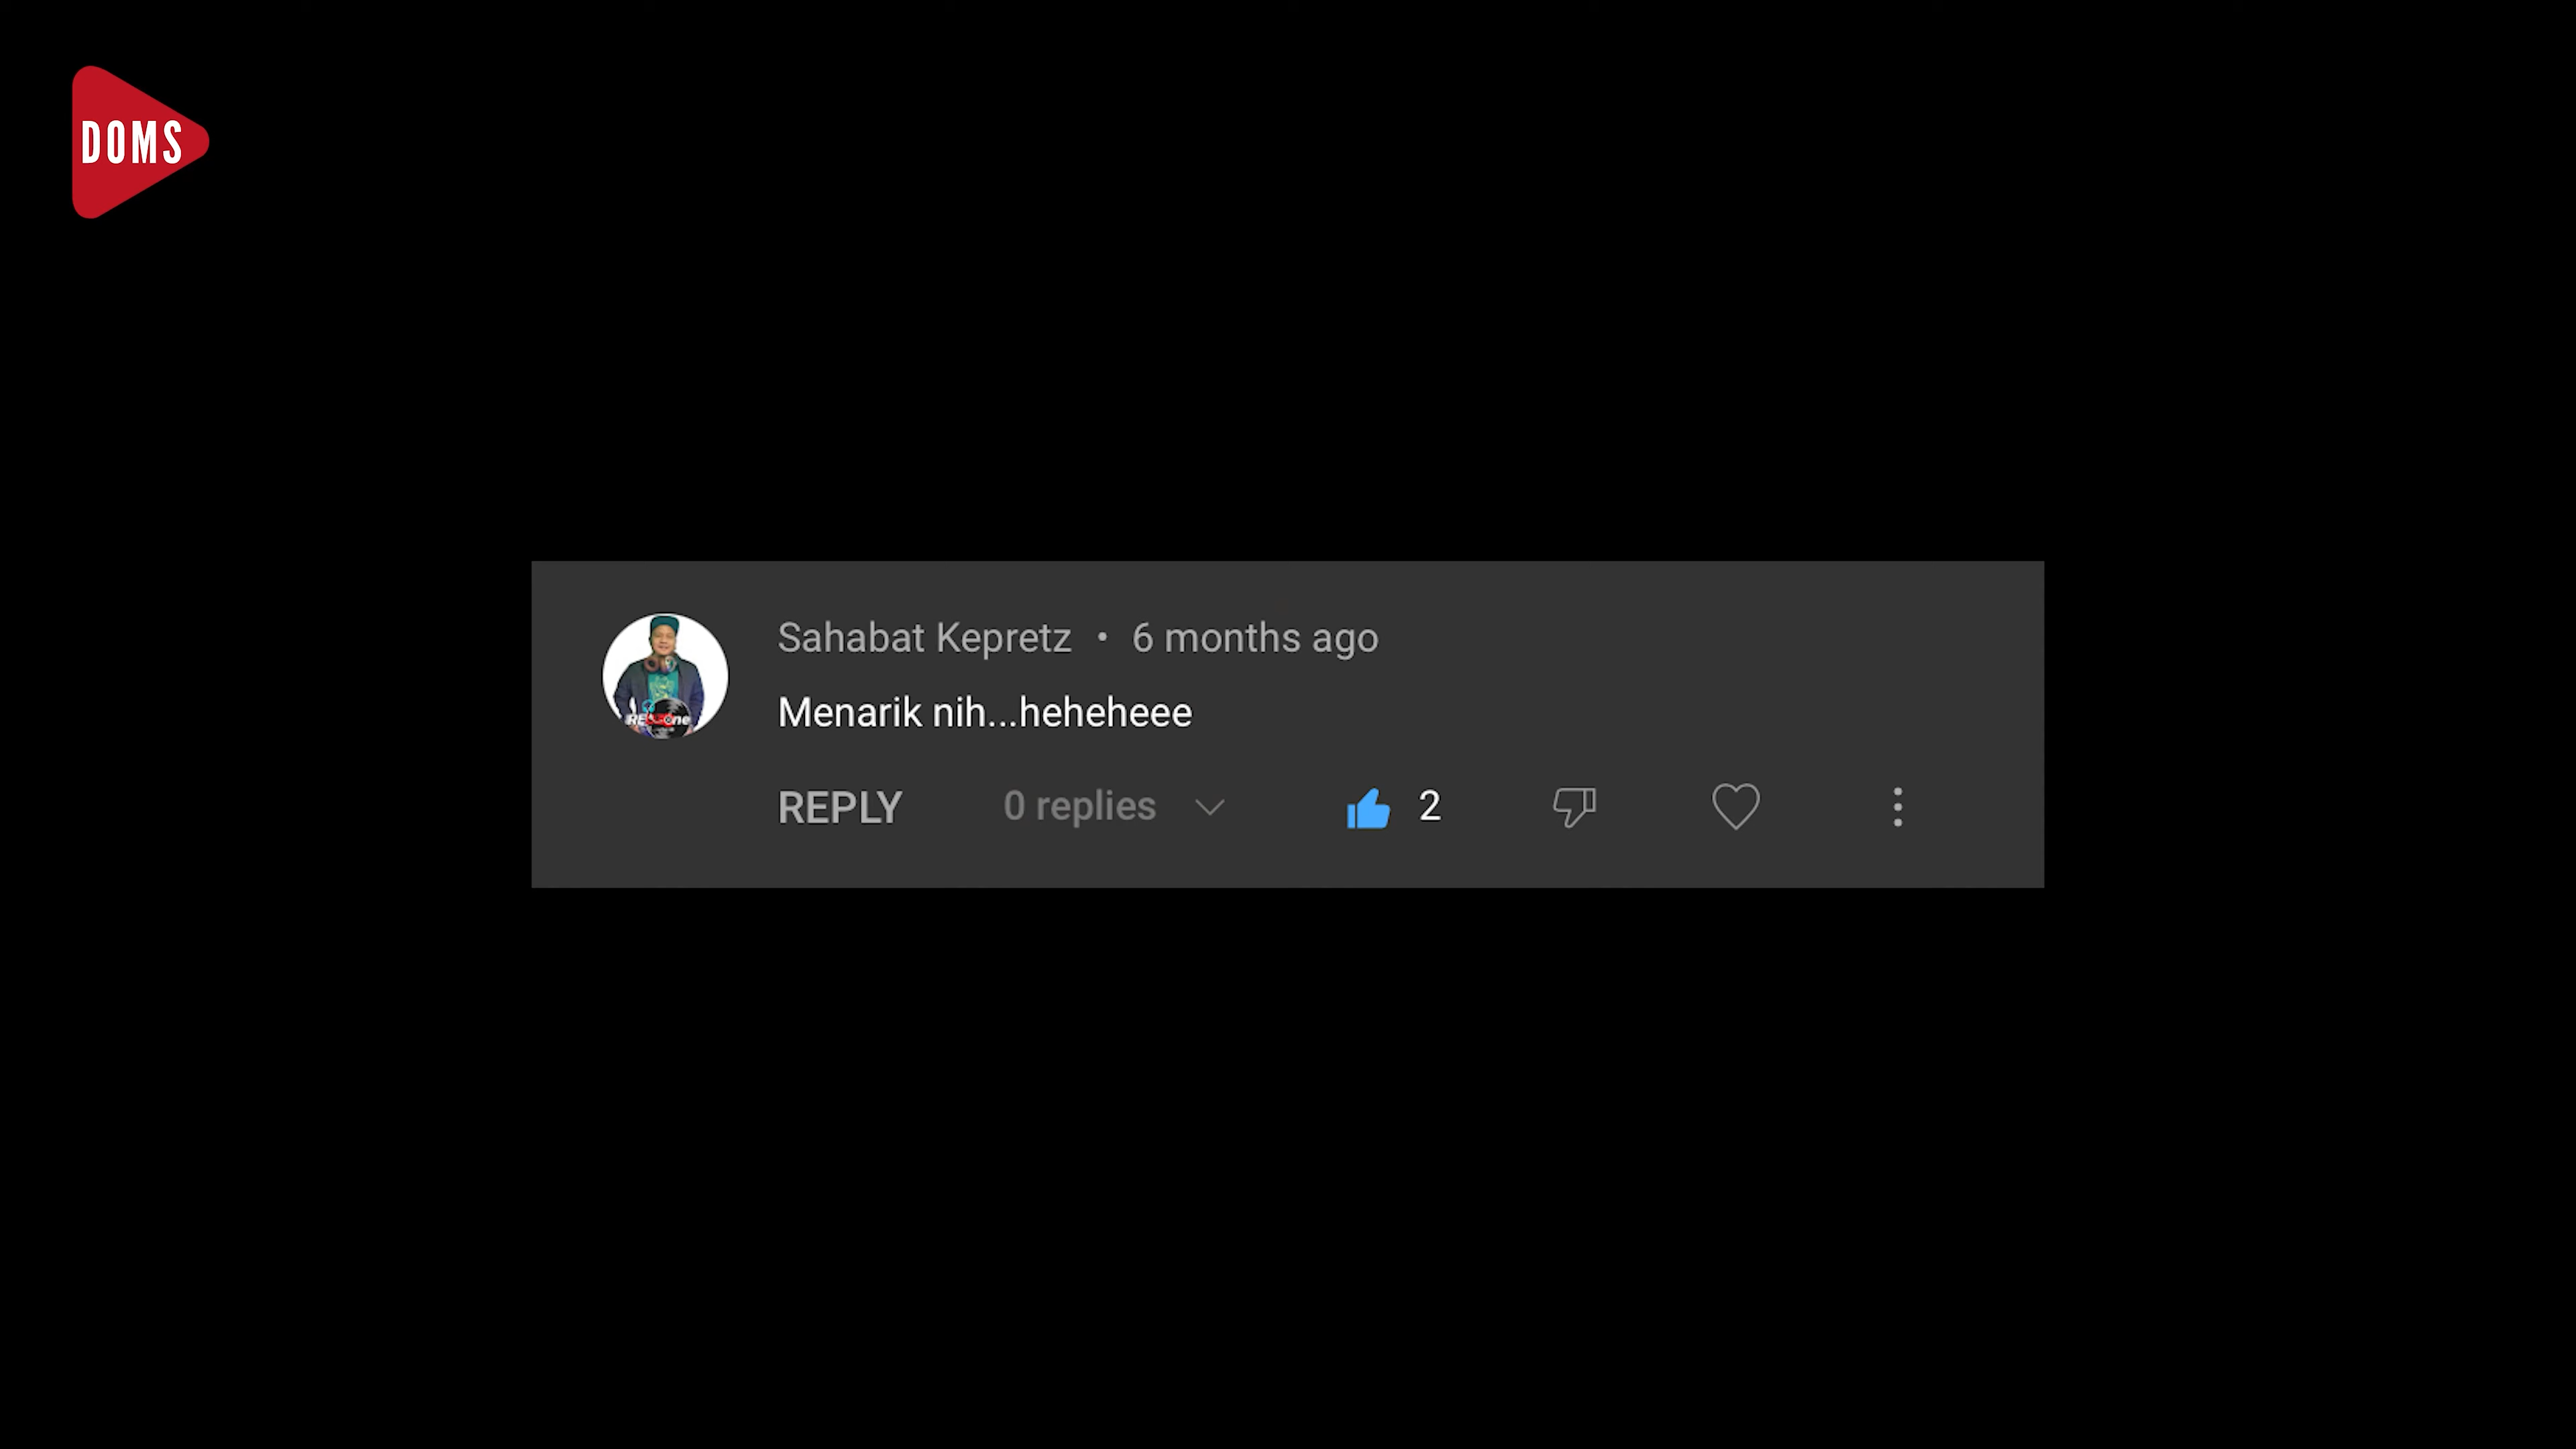 DOMS
Sahabat Kepretz • 6 months ago
Menarik nih...heheheee
REPLY 0 replies 2